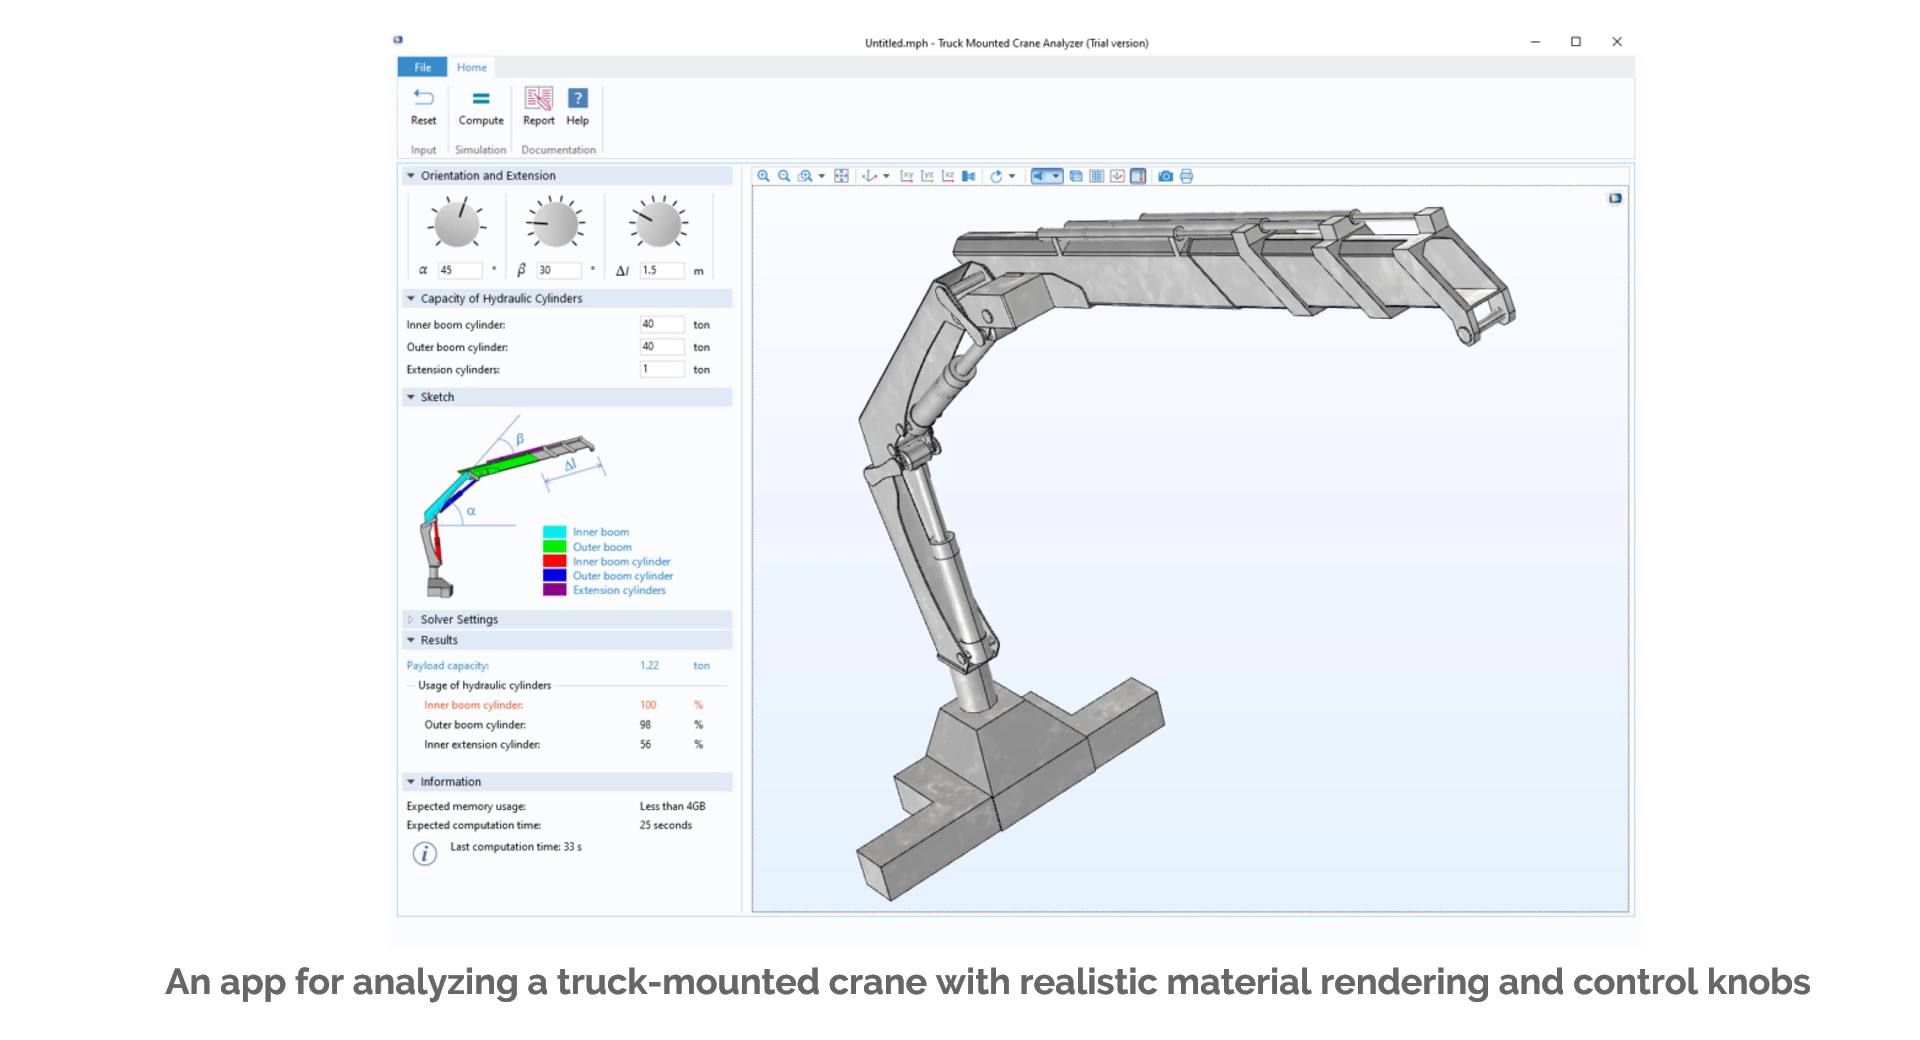 Untitled.mph - Truck Mounted Crane Analyzer (Trial version)
File Home
Reset Compute Report Help
Input Simulation Documentation
Orientation and Extension
α 45 ° β 30 ° Δl 1.5 m
Capacity of Hydraulic Cylinders
Inner boom cylinder: 40 ton
Outer boom cylinder: 40 ton
Extension cylinders: 1 ton
Sketch
β
Δl
α
Inner boom
Outer boom
Inner boom cylinder
Outer boom cylinder
Extension cylinders
Solver Settings
Results
Payload capacity: 1.22 ton
Usage of hydraulic cylinders
Inner boom cylinder: 100 %
Outer boom cylinder: 98 %
Inner extension cylinder: 56 %
Information
Expected memory usage: Less than 4GB
Expected computation time: 25 seconds
i Last computation time: 33 s
xy yz xz
An app for analyzing a truck-mounted crane with realistic material rendering and control knobs